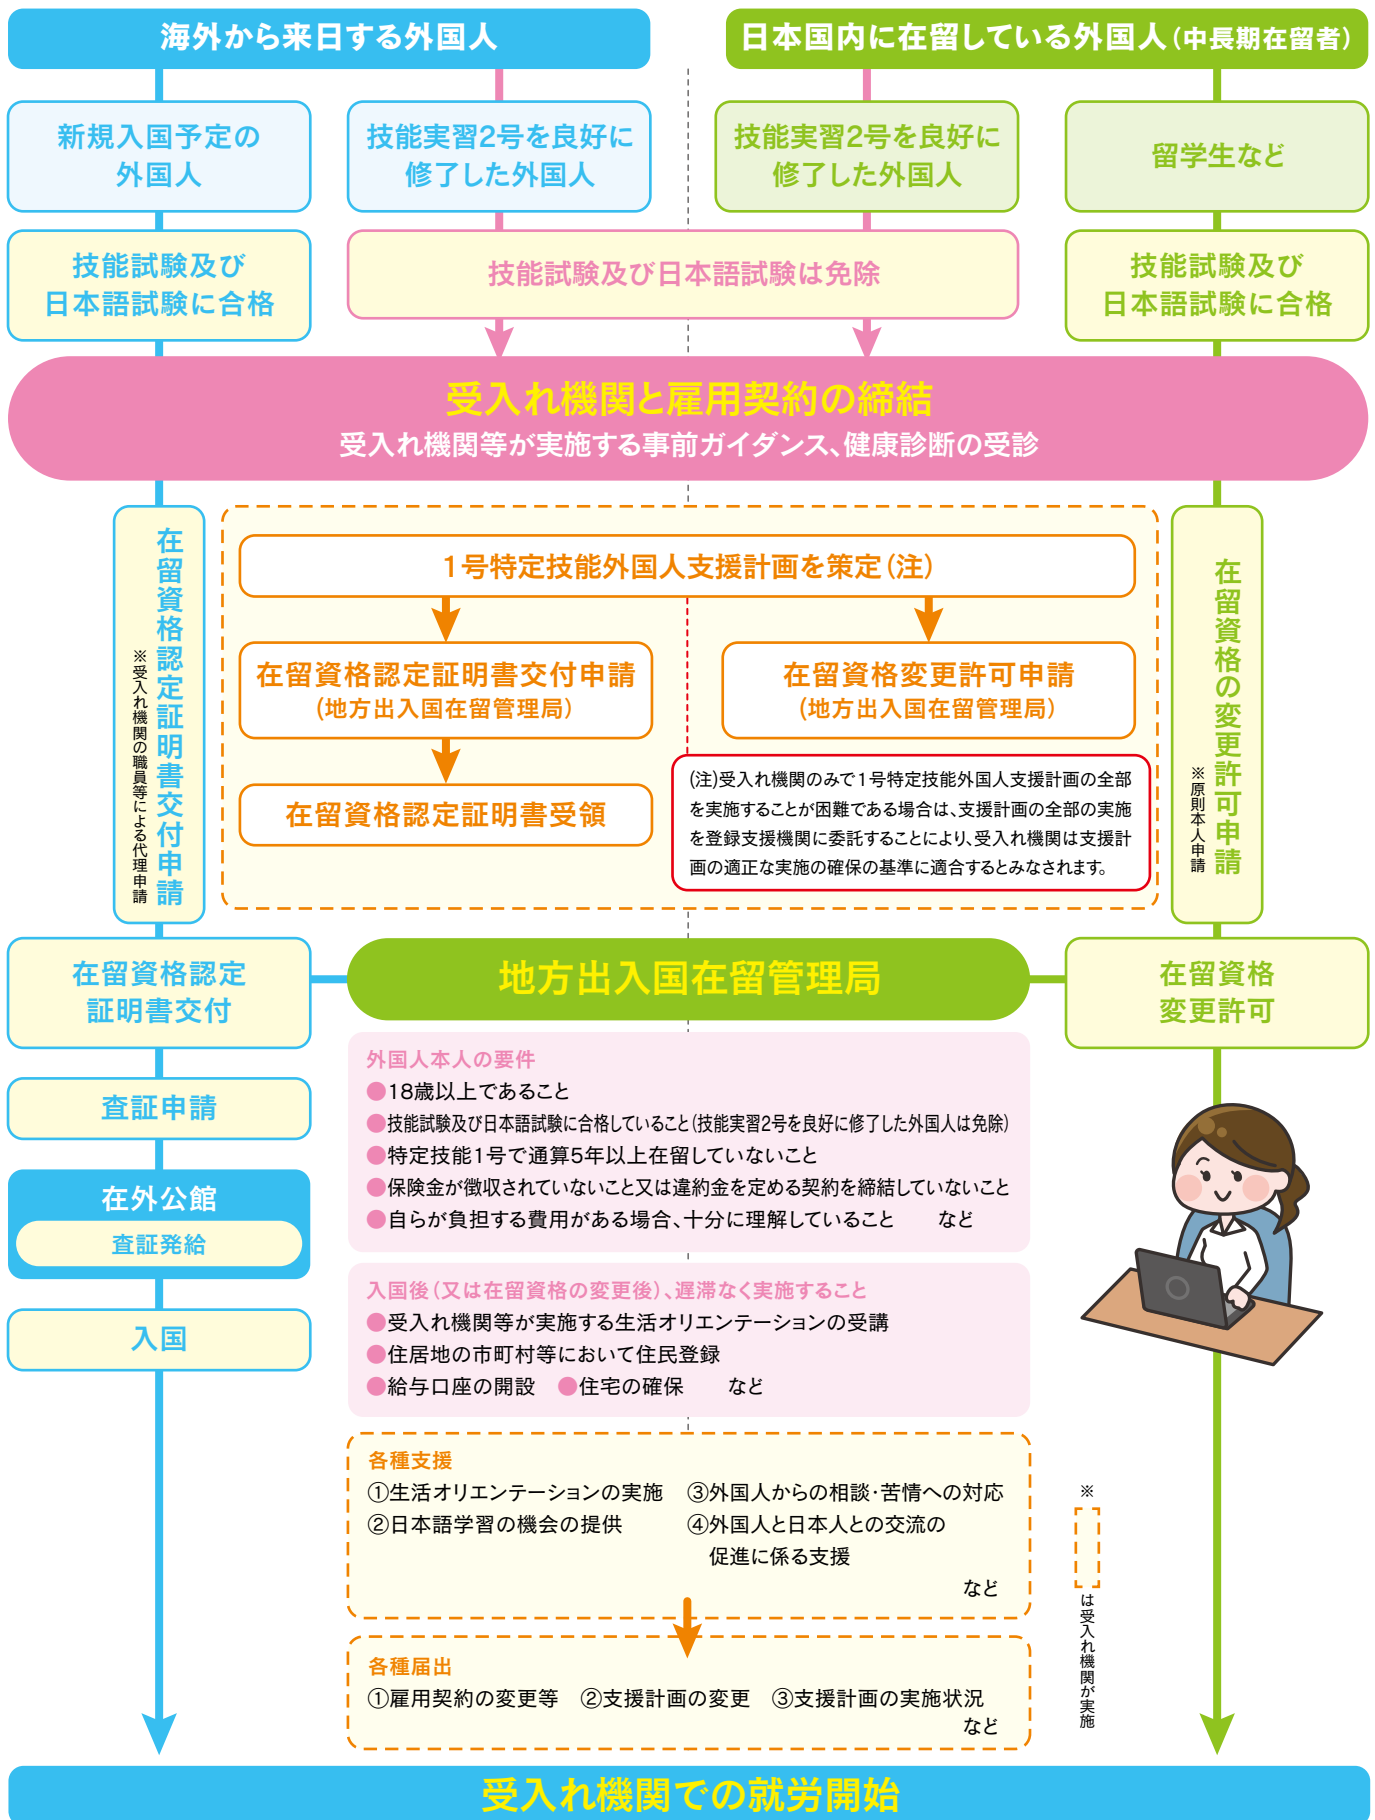 海外から来日する外国人
日本国内に在留している外国人（中長期在留者）
新規入国予定の
外国人
技能実習2号を良好に
修了した外国人
技能実習2号を良好に
修了した外国人
留学生など
技能試験及び
日本語試験に合格
技能試験及び日本語試験は免除
技能試験及び
日本語試験に合格
受入れ機関と雇用契約の締結
受入れ機関等が実施する事前ガイダンス、健康診断の受診
在留資格認定証明書交付申請
※受入れ機関の職員等による代理申請
1号特定技能外国人支援計画を策定（注）
在留資格認定証明書交付申請
（地方出入国在留管理局）
在留資格認定証明書受領
在留資格変更許可申請
（地方出入国在留管理局）
(注)受入れ機関のみで1号特定技能外国人支援計画の全部
を実施することが困難である場合は、支援計画の全部の実施
を登録支援機関に委託することにより、受入れ機関は支援計
画の適正な実施の確保の基準に適合するとみなされます。
在留資格の変更許可申請
※原則本人申請
在留資格認定
証明書交付
地方出入国在留管理局
在留資格
変更許可
査証申請
在外公館
査証発給
入国
外国人本人の要件
●18歳以上であること
●技能試験及び日本語試験に合格していること（技能実習2号を良好に修了した外国人は免除）
●特定技能1号で通算5年以上在留していないこと
●保険金が徴収されていないこと又は違約金を定める契約を締結していないこと
●自らが負担する費用がある場合、十分に理解していること　など
入国後（又は在留資格の変更後）、遅滞なく実施すること
●受入れ機関等か実施する生活オリエンテーションの受講
●住居地の市町村等において住民登録
●給与口座の開設　●住宅の確保　など
各種支援
①生活オリエンテーションの実施　③外国人からの相談・苦情への対応
②日本語学習の機会の提供　④外国人と日本人との交流の
促進に係る支援
など
各種届出
①雇用契約の変更等　②支援計画の変更　③支援計画の実施状況
など
※
は受入れ機関が実施
受入れ機関での就労開始